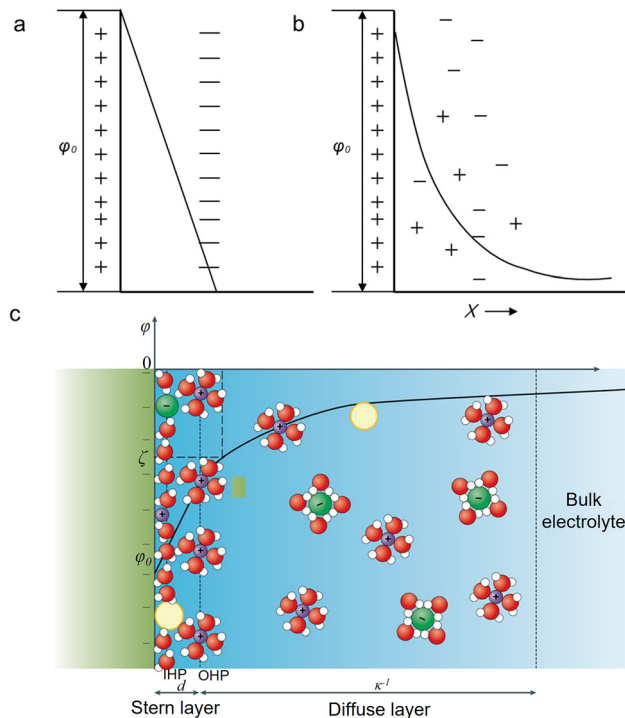 a
b
φ₀
φ₀
X
c
φ
0
ζ
φ₀
Bulk
electrolyte
IHP OHP
d
κ⁻¹
Stern layer
Diffuse layer